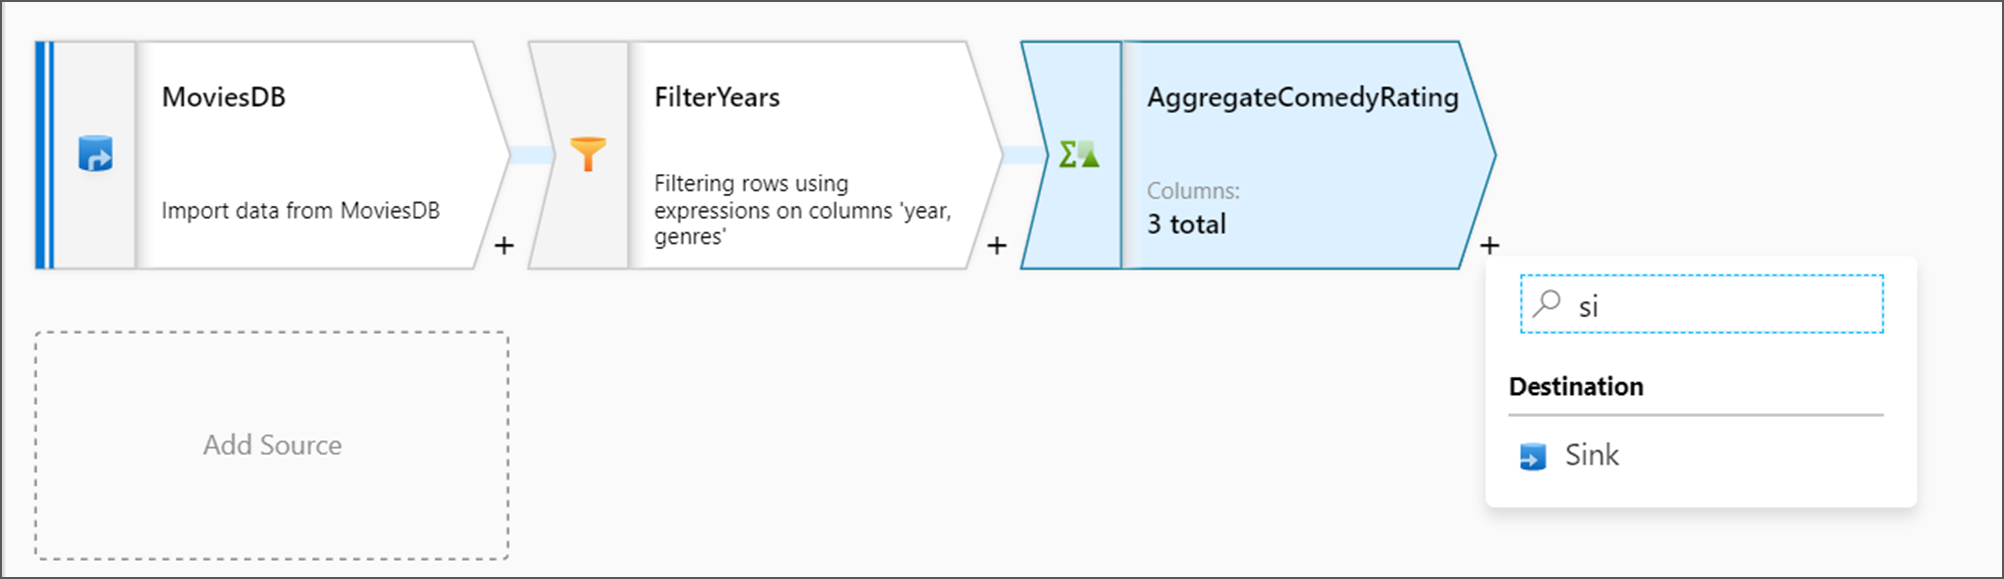 MoviesDB
Import data from MoviesDB
+
FilterYears
Filtering rows using
expressions on columns 'year,
genres'
+
AggregateComedyRating
Columns:
3 total
+
si
Destination
Sink
Add Source